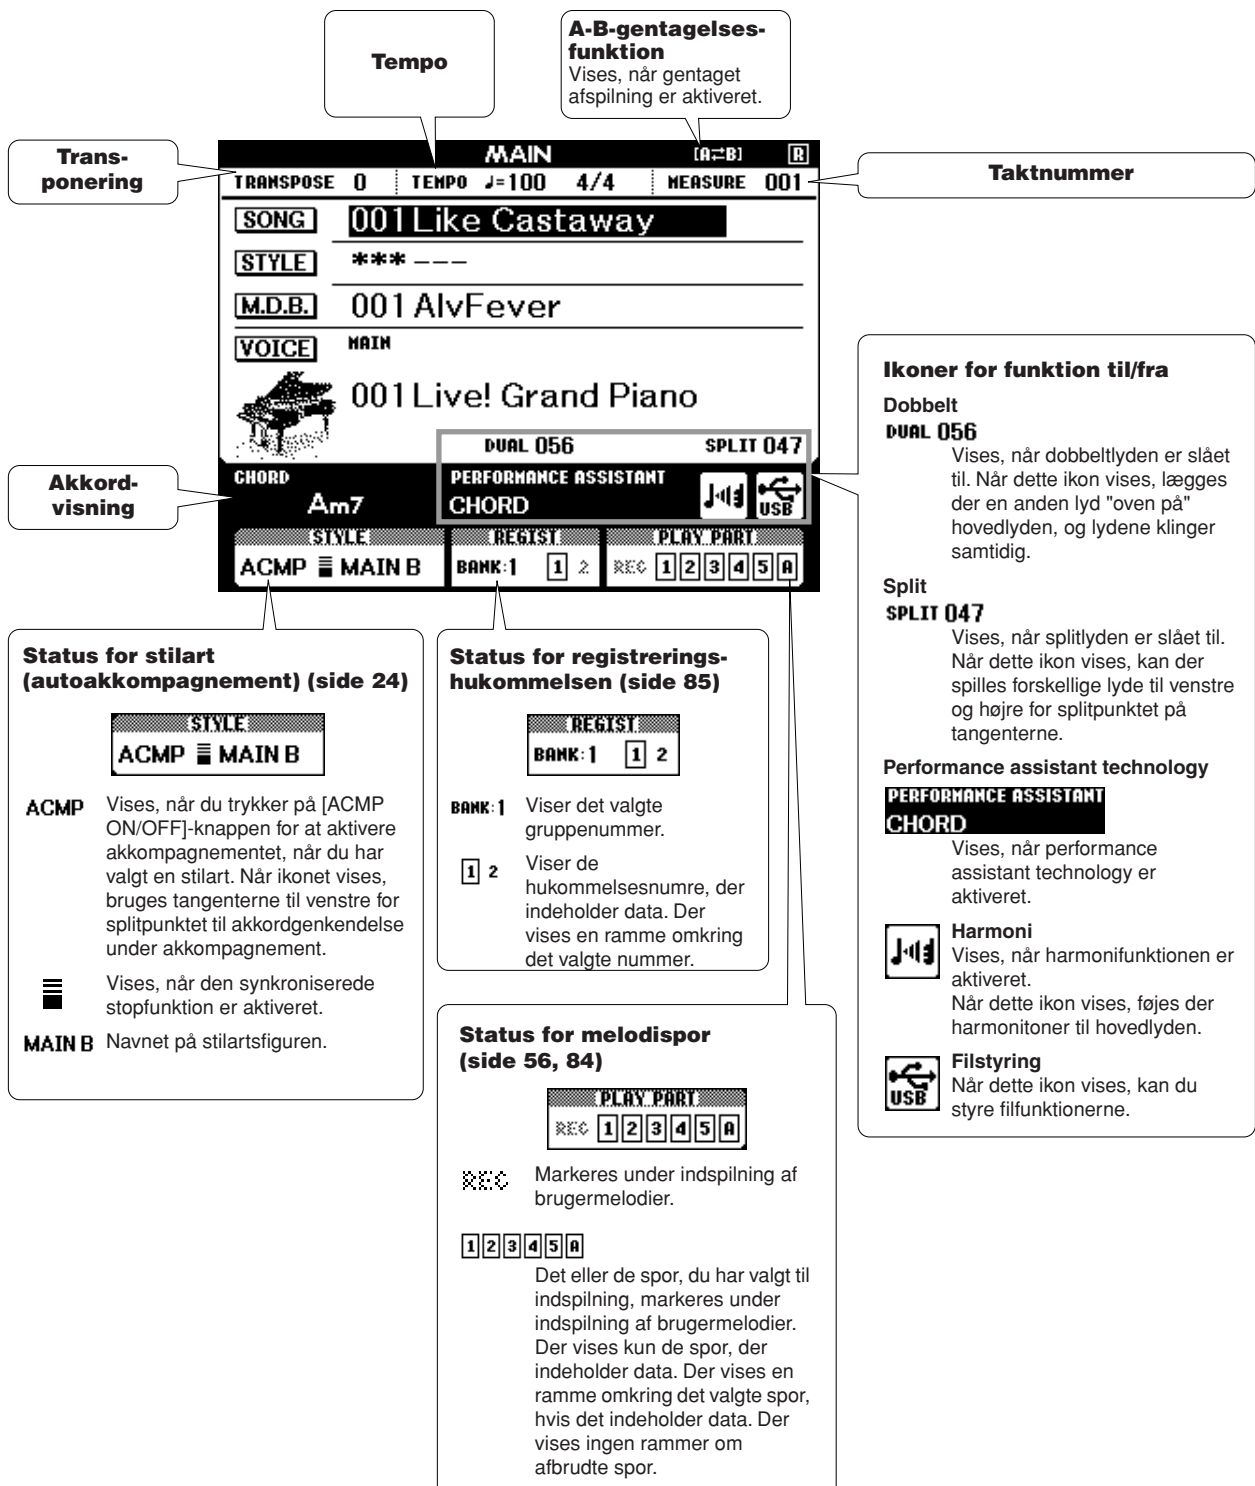 Tempo
A-B-gentagelses-
funktion
Vises, når gentaget
afspilning er aktiveret.
Trans-
ponering
Taktnummer
MAIN [A⇄B] R
TRANSPOSE 0 TEMPO ♩=100 4/4 MEASURE 001
SONG 001 Like Castaway
STYLE *** ---
M.D.B. 001 AlvFever
VOICE MAIN
001 Live! Grand Piano
DUAL 056 SPLIT 047
Akkord-
visning
CHORD PERFORMANCE ASSISTANT
Am7 CHORD USB
STYLE REGIST PLAY PART
ACMP MAIN B BANK:1 1 2 REC 1 2 3 4 5 A
Status for stilart
(autoakkompagnement) (side 24)
STYLE
ACMP MAIN B
ACMP Vises, når du trykker på [ACMP
ON/OFF]-knappen for at aktivere
akkompagnementet, når du har
valgt en stilart. Når ikonet vises,
bruges tangenterne til venstre for
splitpunktet til akkordgenkendelse
under akkompagnement.
Vises, når den synkroniserede
stopfunktion er aktiveret.
MAIN B Navnet på stilartsfiguren.
Status for registrerings-
hukommelsen (side 85)
REGIST
BANK:1 1 2
BANK:1 Viser det valgte
gruppenummer.
1 2 Viser de
hukommelsesnumre, der
indeholder data. Der
vises en ramme omkring
det valgte nummer.
Status for melodispor
(side 56, 84)
PLAY PART
REC 1 2 3 4 5 A
REC Markeres under indspilning af
brugermelodier.
1 2 3 4 5 A
Det eller de spor, du har valgt til
indspilning, markeres under
indspilning af brugermelodier.
Der vises kun de spor, der
indeholder data. Der vises en
ramme omkring det valgte spor,
hvis det indeholder data. Der
vises ingen rammer om
afbrudte spor.
Ikoner for funktion til/fra
Dobbelt
DUAL 056
Vises, når dobbeltlyden er slået
til. Når dette ikon vises, lægges
der en anden lyd "oven på"
hovedlyden, og lydene klinger
samtidig.
Split
SPLIT 047
Vises, når splitlyden er slået til.
Når dette ikon vises, kan der
spilles forskellige lyde til venstre
og højre for splitpunktet på
tangenterne.
Performance assistant technology
PERFORMANCE ASSISTANT
CHORD
Vises, når performance
assistant technology er
aktiveret.
Harmoni
Vises, når harmonifunktionen er
aktiveret.
Når dette ikon vises, føjes der
harmonitoner til hovedlyden.
Filstyring
USB Når dette ikon vises, kan du
styre filfunktionerne.